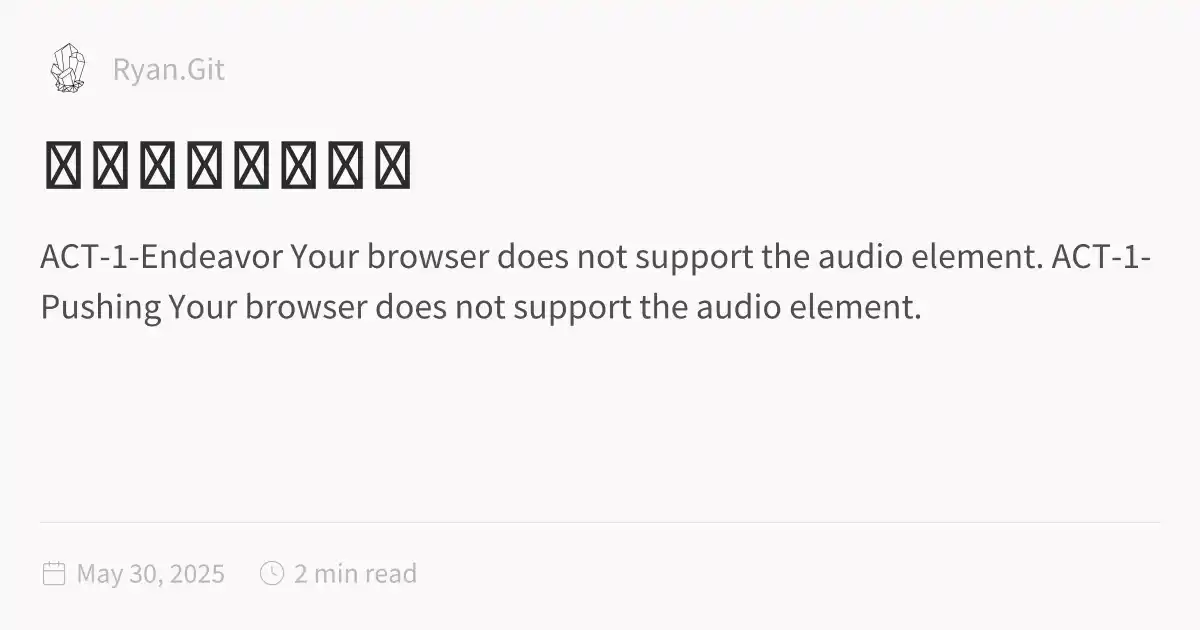 Ryan.Git
ACT-1-Endeavor Your browser does not support the audio element. ACT-1-
Pushing Your browser does not support the audio element.
May 30, 2025
2 min read